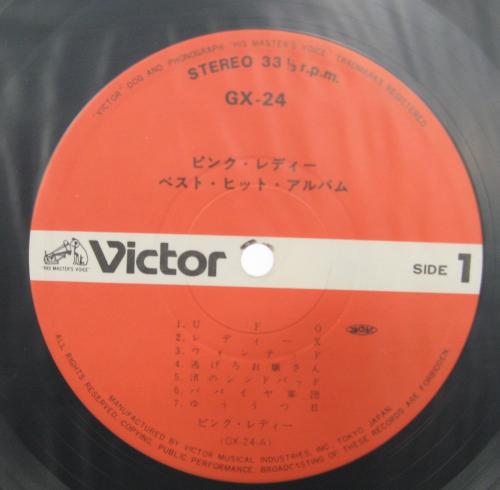 "VICTOR" DOG AND PHONOGRAPH "HIS MASTER'S VOICE" TRADMARKS REGISTERED
STEREO 33 1/3 r.p.m.
GX-24
ピンク・レディー
ベスト・ヒット・アルバム
"HIS MASTER'S VOICE"
Victor
SIDE 1
1. U F O
2. レディーX
3. ウォンテッド
4. 逃げろお嬢さん
5. 渚のシンドバッド
6. パパイヤ軍団
7. ゆううつ日
ピンク・レディー
(GX-24-A)
MANUFACTURED BY VICTOR MUSICAL INDUSTRIES, INC. TOKYO, JAPAN
ALL RIGHTS RESERVED. COPYING, PUBLIC PERFORMANCE, BROADCASTING OF THESE RECORDS ARE FORBIDDEN.